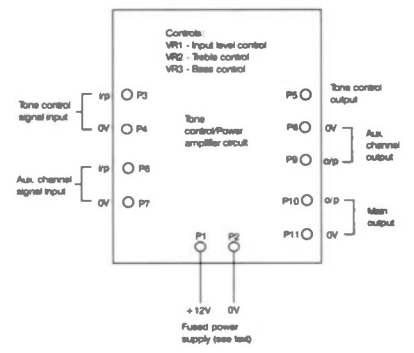 Controls:
VR1 - Input level control
VR2 - Treble control
VR3 - Bass control
Tone control
signal input
i/p
P3
0V
P4
Aux. channel
signal input
i/p
P6
0V
P7
Tone
control/Power
amplifier circuit
P5
Tone control
output
P8
0V
P9
o/p
Aux.
channel
output
P10
o/p
P11
0V
Main
output
P1
P2
+12V
0V
Fused power
supply (see text)